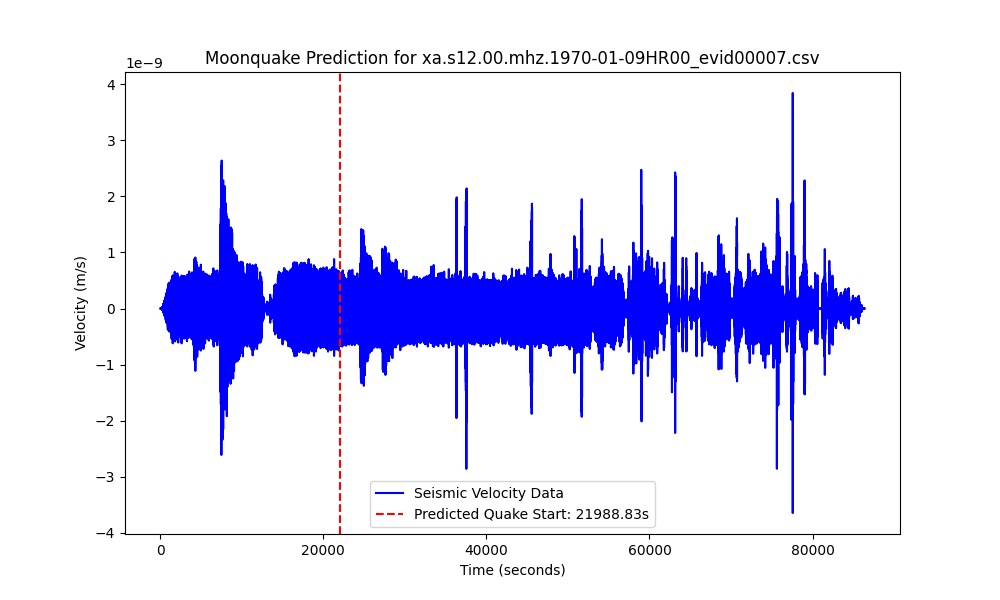 Moonquake Prediction for xa.s12.00.mhz.1970-01-09HR00_evid00007.csv
1e−9
4
3
2
1
0
−1
−2
−3
−4
Velocity (m/s)
Seismic Velocity Data
Predicted Quake Start: 21988.83s
0 20000 40000 60000 80000
Time (seconds)